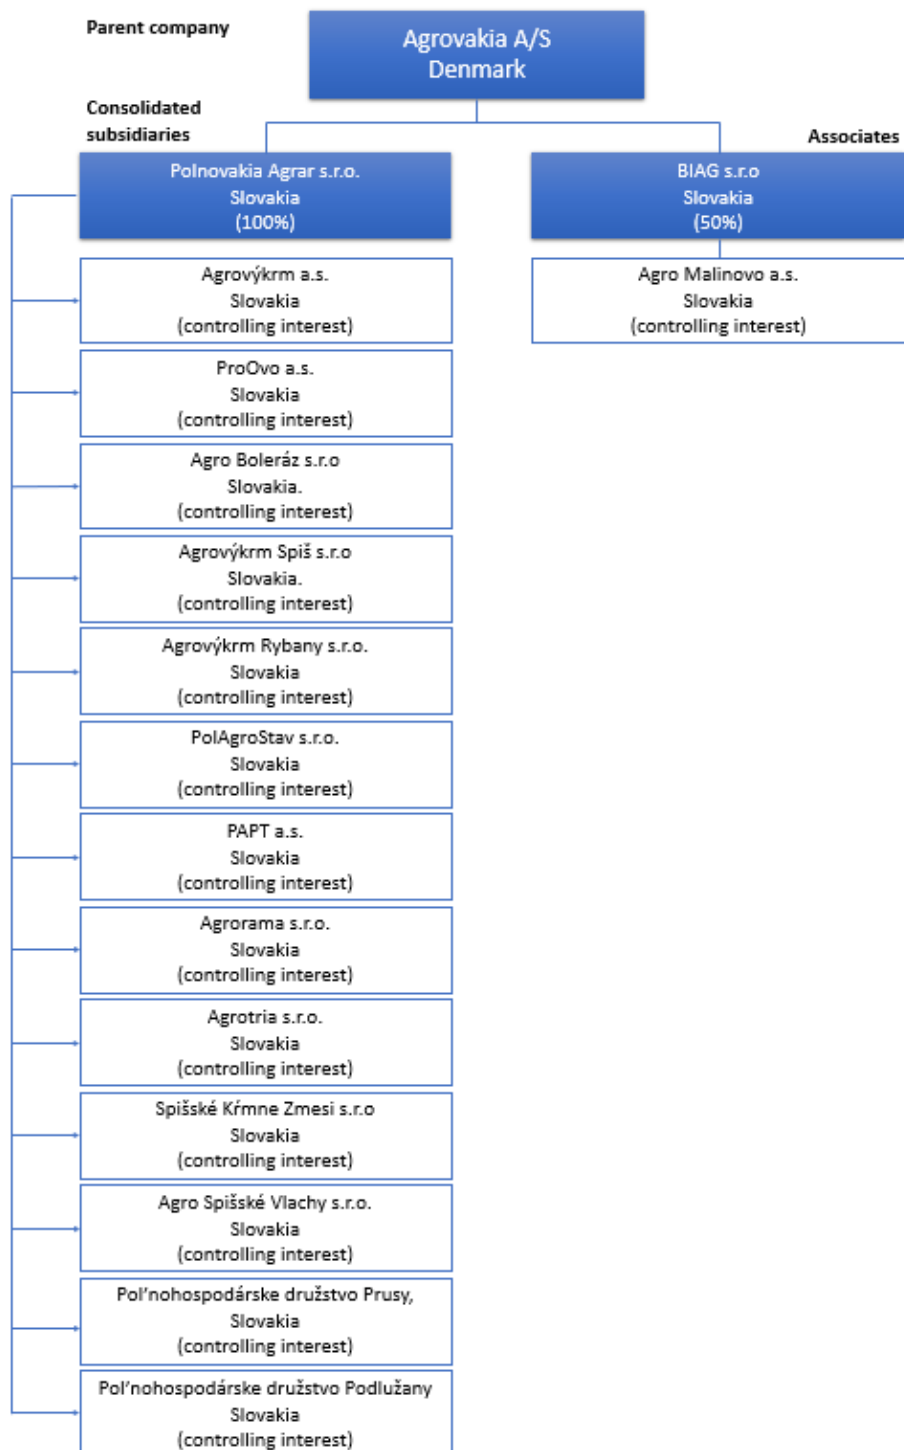 Parent company
Agrovakia A/S
Denmark
Consolidated
subsidiaries
Associates
Polnovakia Agrar s.r.o.
Slovakia
(100%)
BIAG s.r.o
Slovakia
(50%)
Agrovýkrm a.s.
Slovakia
(controlling interest)
Agro Malinovo a.s.
Slovakia
(controlling interest)
ProOvo a.s.
Slovakia
(controlling interest)
Agro Boleráz s.r.o
Slovakia.
(controlling interest)
Agrovýkrm Spiš s.r.o
Slovakia.
(controlling interest)
Agrovýkrm Rybany s.r.o.
Slovakia
(controlling interest)
PolAgroStav s.r.o.
Slovakia
(controlling interest)
PAPT a.s.
Slovakia
(controlling interest)
Agrorama s.r.o.
Slovakia
(controlling interest)
Agrotria s.r.o.
Slovakia
(controlling interest)
Spišské Kŕmne Zmesi s.r.o
Slovakia
(controlling interest)
Agro Spišské Vlachy s.r.o.
Slovakia
(controlling interest)
Pol’nohospodárske družstvo Prusy,
Slovakia
(controlling interest)
Pol’nohospodárske družstvo Podlužany
Slovakia
(controlling interest)